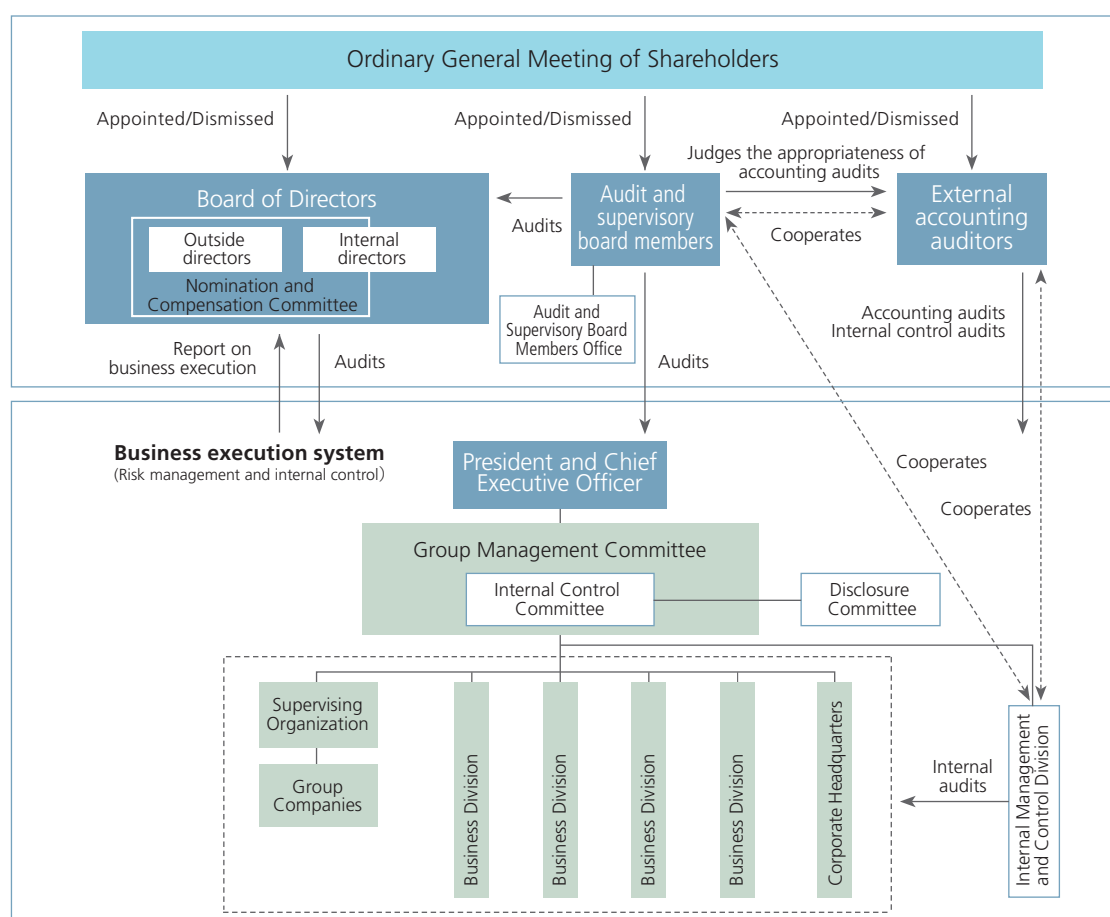 Ordinary General Meeting of Shareholders
Appointed/Dismissed
Appointed/Dismissed
Appointed/Dismissed
Judges the appropriateness of
accounting audits
Board of Directors
Outside
directors
Internal
directors
Nomination and
Compensation Committee
Audits
Audit and
supervisory
board members
Cooperates
External
accounting
auditors
Audit and
Supervisory Board
Members Office
Accounting audits
Internal control audits
Report on
business execution
Audits
Audits
Business execution system
(Risk management and internal control)
President and Chief
Executive Officer
Cooperates
Cooperates
Group Management Committee
Internal Control
Committee
Disclosure
Committee
Supervising
Organization
Group
Companies
Business Division
Business Division
Business Division
Business Division
Corporate Headquarters
Internal
audits
Internal Management
and Control Division